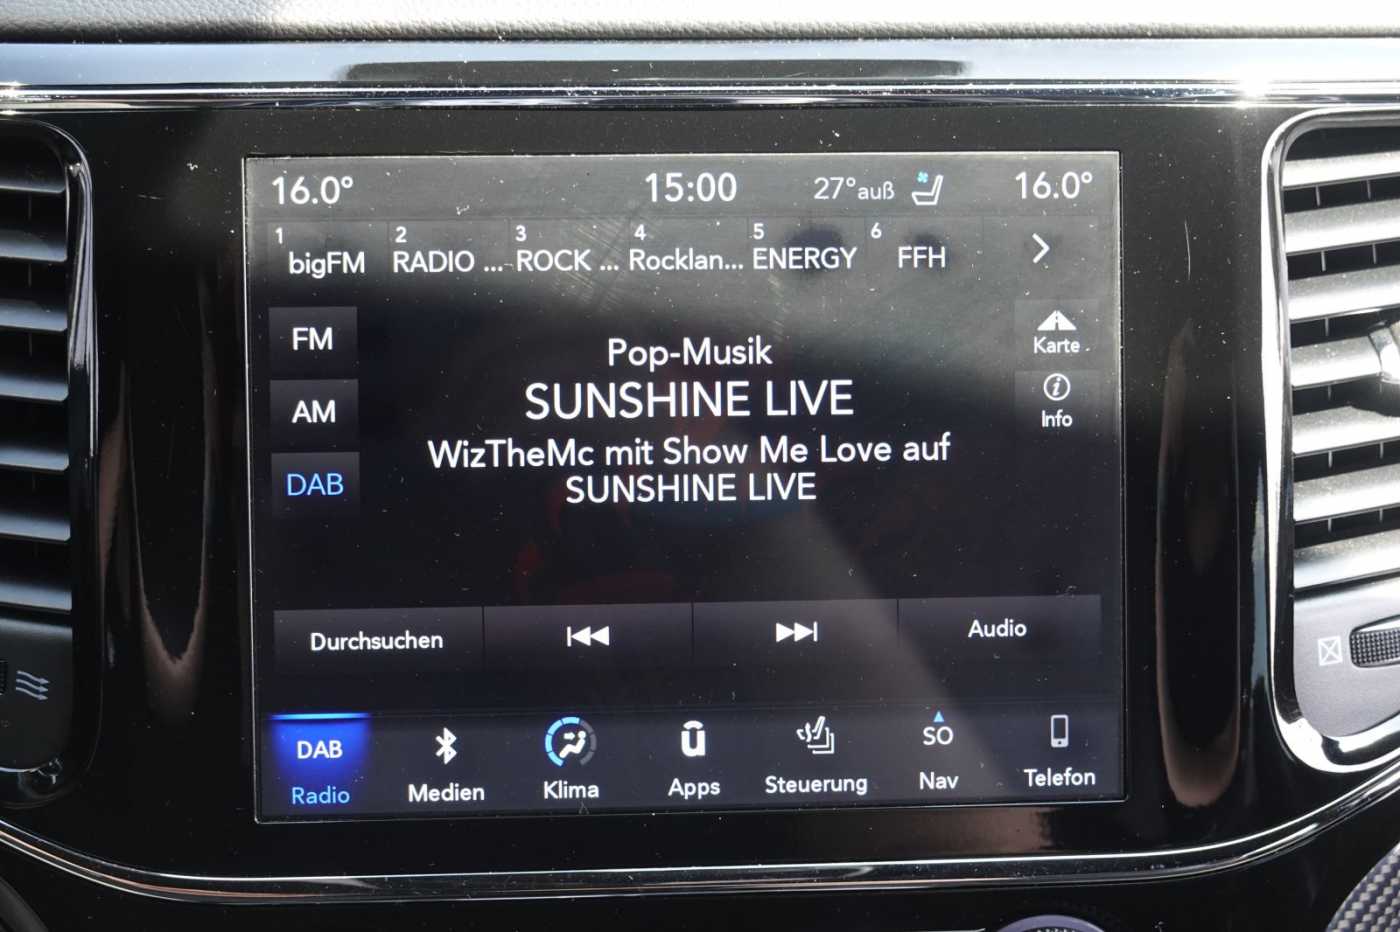 16.0° 15:00 27°auß 16.0°
1 2 3 4 5 6
bigFM RADIO ... ROCK ... Rocklan... ENERGY FFH
FM
AM
DAB
Pop-Musik
SUNSHINE LIVE
WizTheMc mit Show Me Love auf
SUNSHINE LIVE
Karte
Info
Durchsuchen Audio
DAB SO
Radio Medien Klima Apps Steuerung Nav Telefon